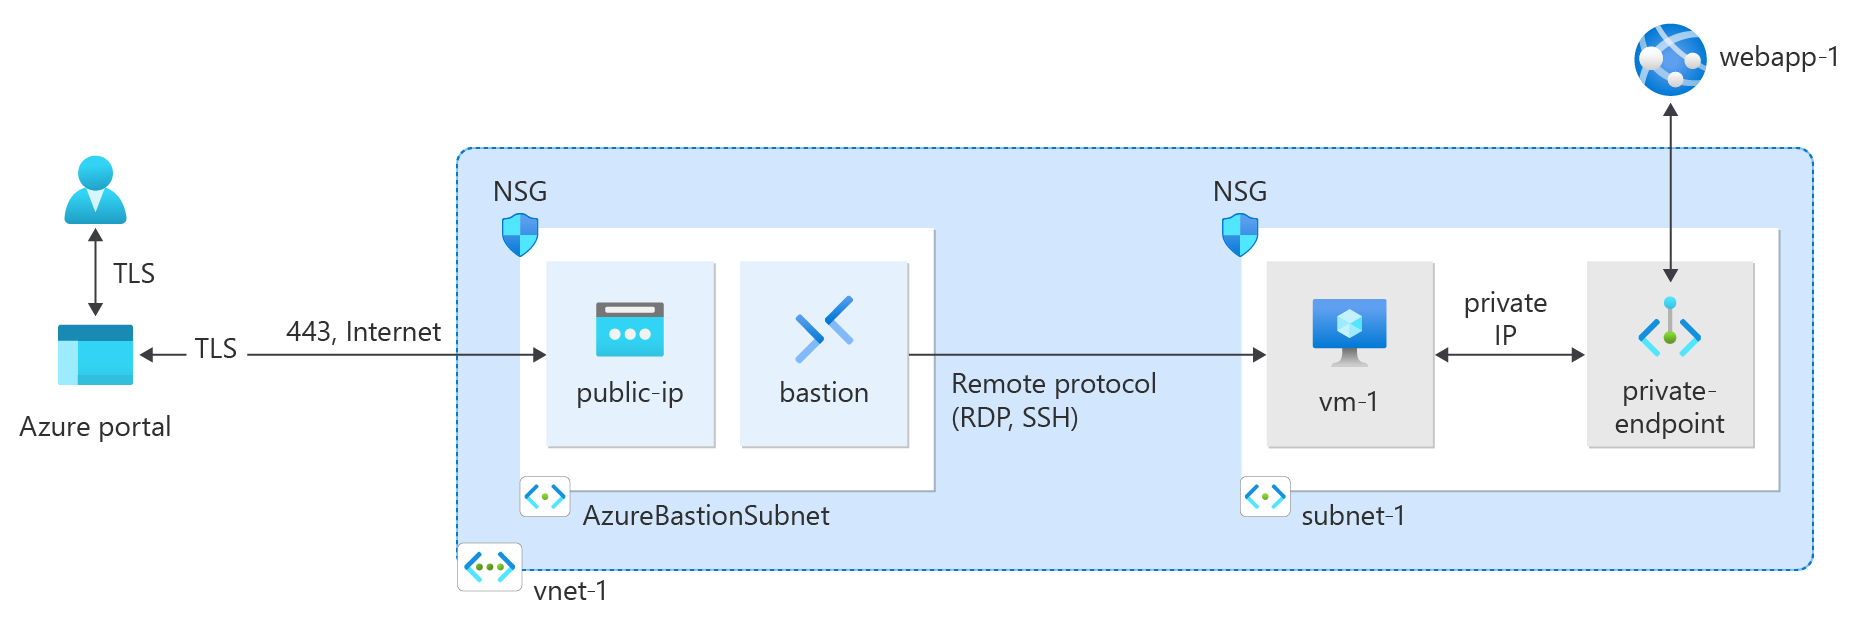 webapp-1
NSG
NSG
TLS
443, Internet
TLS
private
IP
public-ip
bastion
Remote protocol
(RDP, SSH)
vm-1
private-
endpoint
Azure portal
AzureBastionSubnet
subnet-1
vnet-1